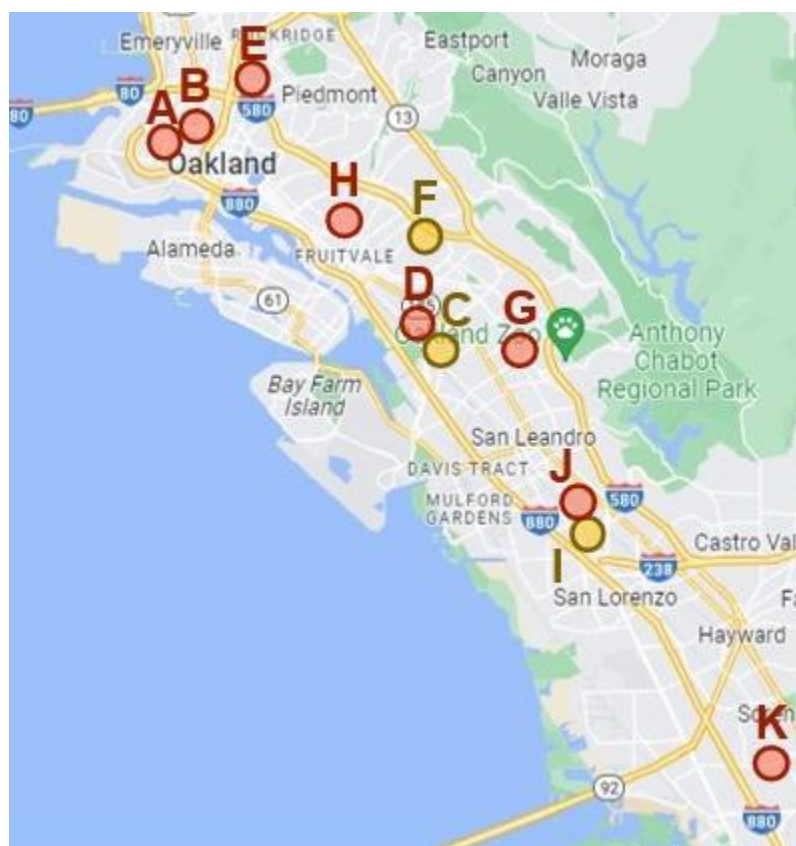 Emeryville
ROCKRIDGE
E
Eastport
Moraga
Canyon
Valle Vista
80
80
B
A
580
Piedmont
13
Oakland
880
H
F
Alameda
FRUITVALE
61
D
C
G
Anthony
Chabot
Regional Park
Bay Farm
Island
San Leandro
DAVIS TRACT
J
MULFORD
GARDENS
880
580
I
238
Castro Val
San Lorenzo
Hayward
K
92
880